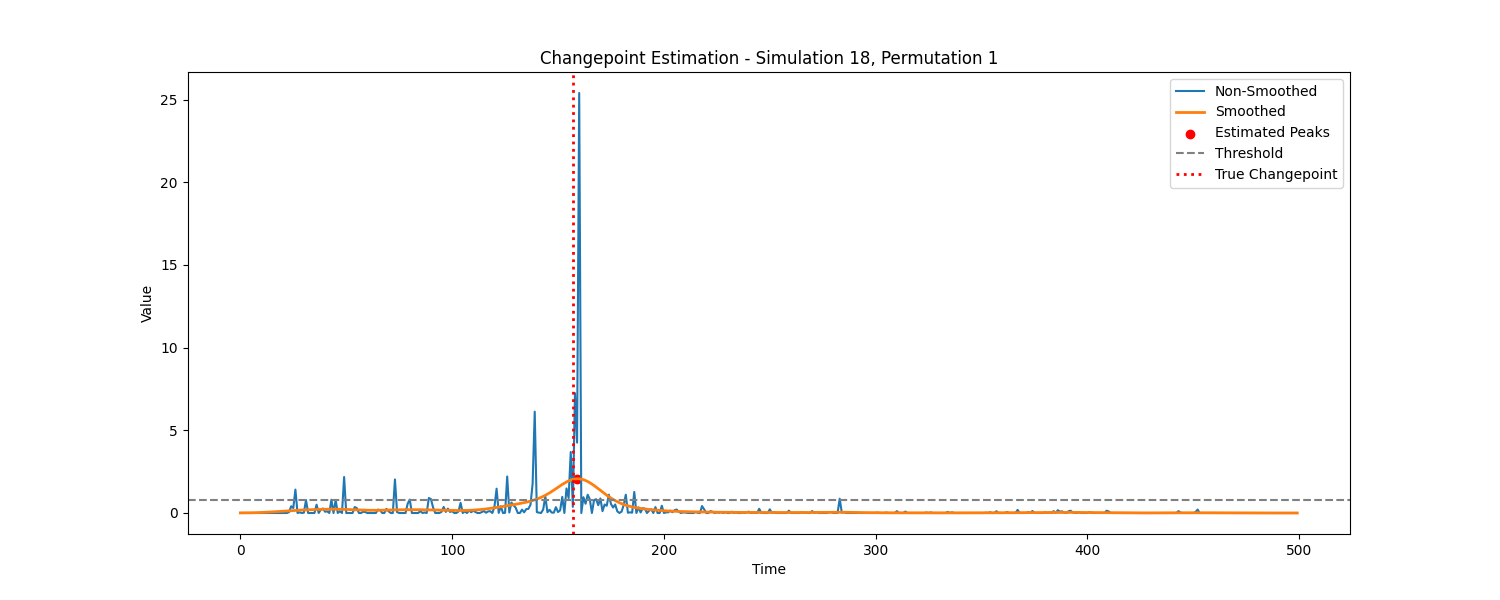 Changepoint Estimation - Simulation 18, Permutation 1
Non-Smoothed
Smoothed
Estimated Peaks
Threshold
True Changepoint
Value
25
20
15
10
5
0
0 100 200 300 400 500
Time